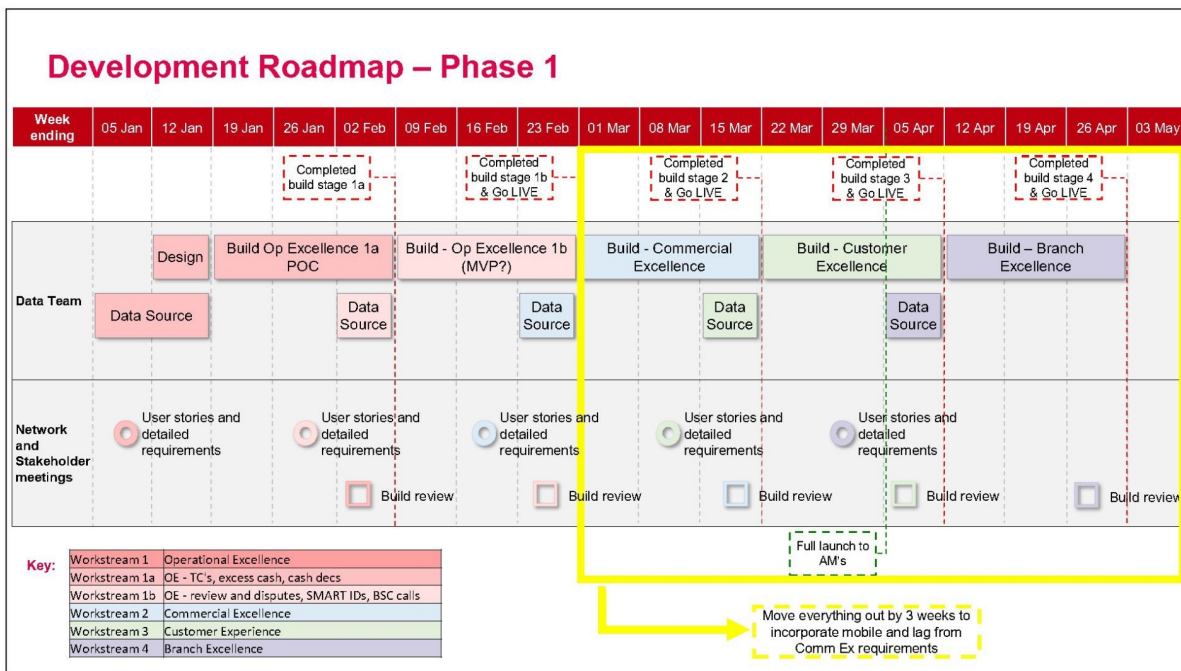 Development Roadmap – Phase 1
Week
ending
05 Jan
12 Jan
19 Jan
26 Jan
02 Feb
09 Feb
16 Feb
23 Feb
01 Mar
08 Mar
15 Mar
22 Mar
29 Mar
05 Apr
12 Apr
19 Apr
26 Apr
03 May
Completed
build stage 1a
Completed
build stage 1b
& Go LIVE
Completed
build stage 2
& Go LIVE
Completed
build stage 3
& Go LIVE
Completed
build stage 4
& Go LIVE
Data Team
Design
Build Op Excellence 1a
POC
Build - Op Excellence 1b
(MVP?)
Build - Commercial
Excellence
Build - Customer
Excellence
Build – Branch
Excellence
Data Source
Data
Source
Data
Source
Data
Source
Data
Source
Network
and
Stakeholder
meetings
User stories and
detailed
requirements
User stories and
detailed
requirements
User stories and
detailed
requirements
User stories and
detailed
requirements
User stories and
detailed
requirements
Build review
Build review
Build review
Build review
Build review
Full launch to
AM's
Key:
Workstream 1 Operational Excellence
Workstream 1a OE - TC's, excess cash, cash decs
Workstream 1b OE - review and disputes, SMART IDs, BSC calls
Workstream 2 Commercial Excellence
Workstream 3 Customer Experience
Workstream 4 Branch Excellence
Move everything out by 3 weeks to
incorporate mobile and lag from
Comm Ex requirements